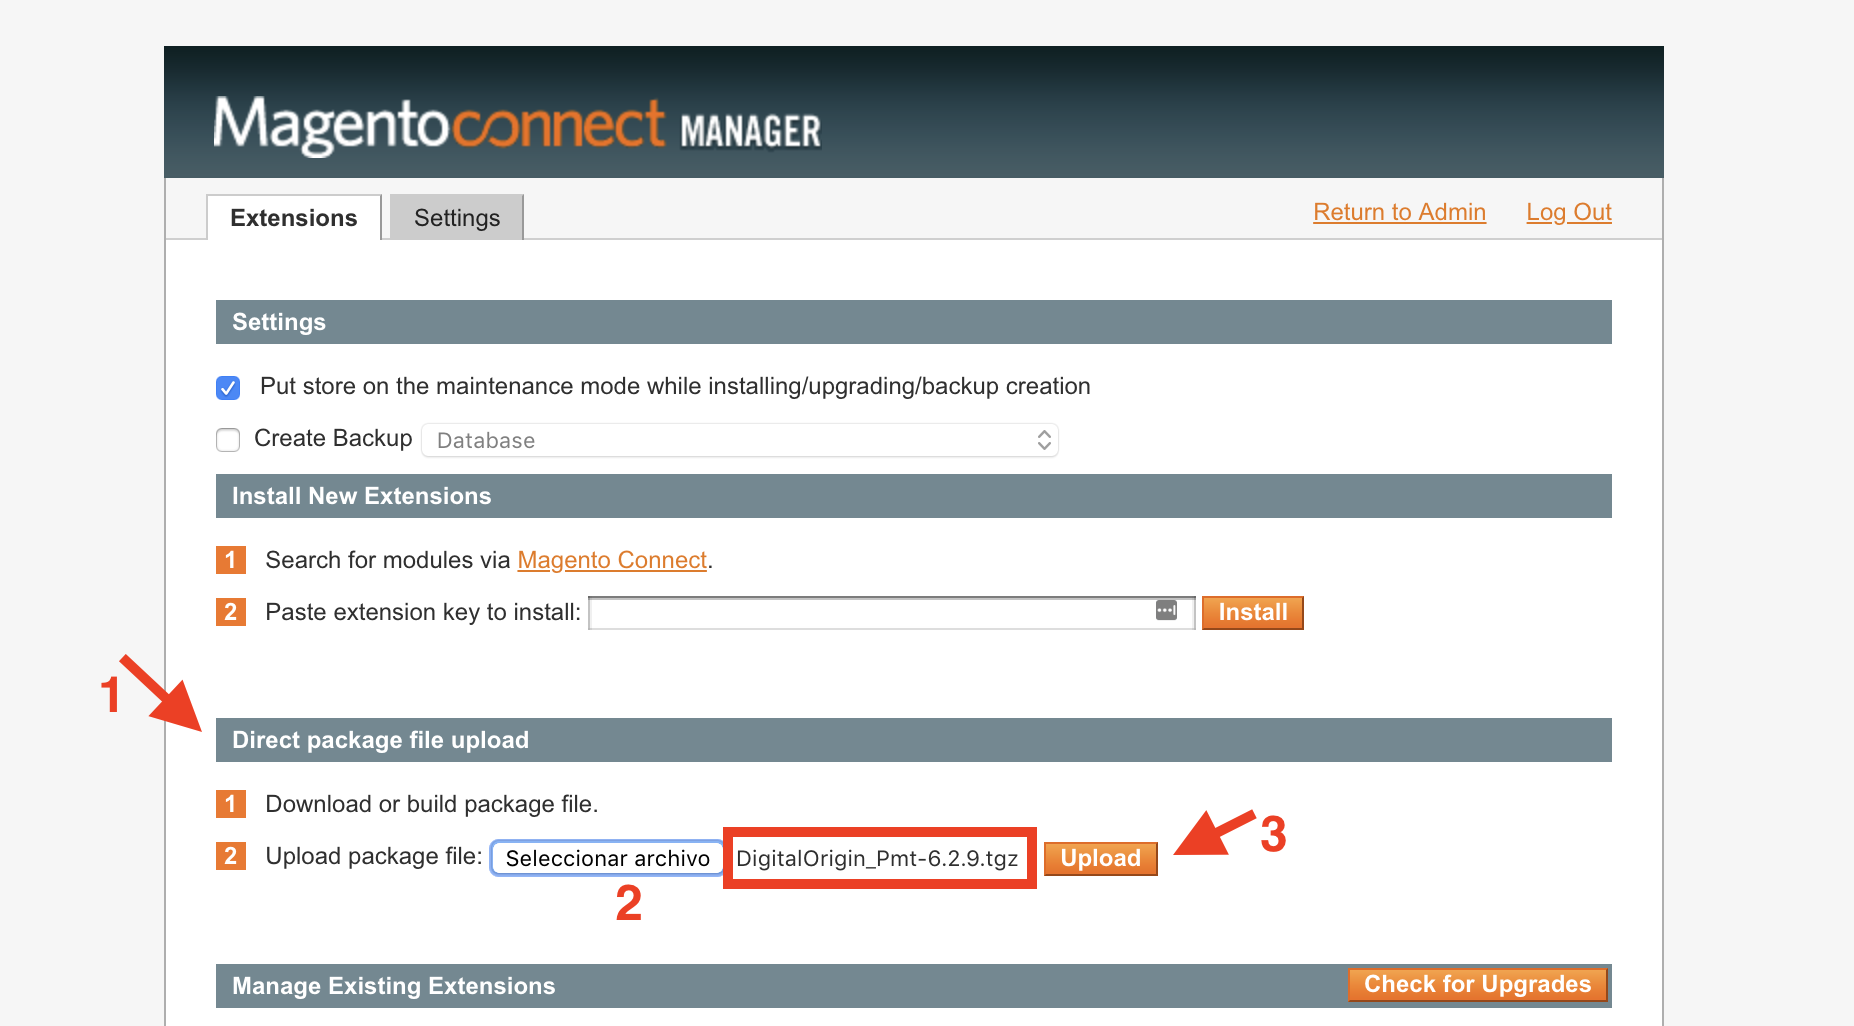 Magentoconnect MANAGER
Extensions Settings Return to Admin Log Out
Settings
Put store on the maintenance mode while installing/upgrading/backup creation
Create Backup Database
Install New Extensions
1 Search for modules via Magento Connect.
2 Paste extension key to install: Install
1
Direct package file upload
1 Download or build package file.
2 Upload package file: Seleccionar archivo DigitalOrigin_Pmt-6.2.9.tgz Upload 3
2
Manage Existing Extensions Check for Upgrades